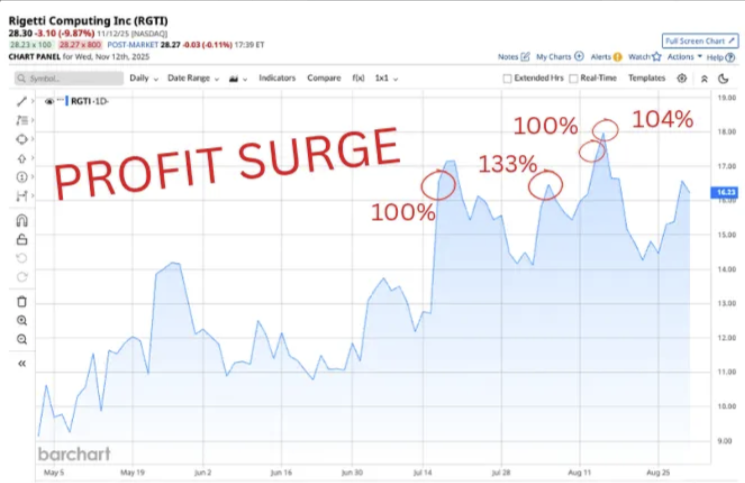 Rigetti Computing Inc (RGTI)
28.30 -3.10 (-9.87%) 11/12/25 [NASDAQ]
28.23 x 100 28.27 x 800 POST-MARKET 28.27 -0.03 (-0.11%) 17:39 ET
Full Screen Chart
CHART PANEL for Wed, Nov 12th, 2025
Notes My Charts Alerts Watch Actions Help
Symbol... Daily Date Range Indicators Compare f(x) 1x1 Extended Hrs Real-Time Templates
RGTI ·1D·
19.00
100% 104%
18.00
PROFIT SURGE
133%
17.00
16.23
16.00
100%
15.00
14.00
13.00
12.00
11.00
10.00
9.00
barchart
May 5 May 19 Jun 2 Jun 16 Jun 30 Jul 14 Jul 28 Aug 11 Aug 25